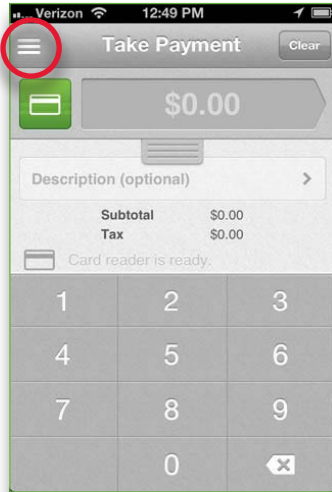 Verizon 12:49 PM
Take Payment Clear
$0.00
Description (optional)
Subtotal $0.00
Tax $0.00
Card reader is ready.
1 2 3
4 5 6
7 8 9
0